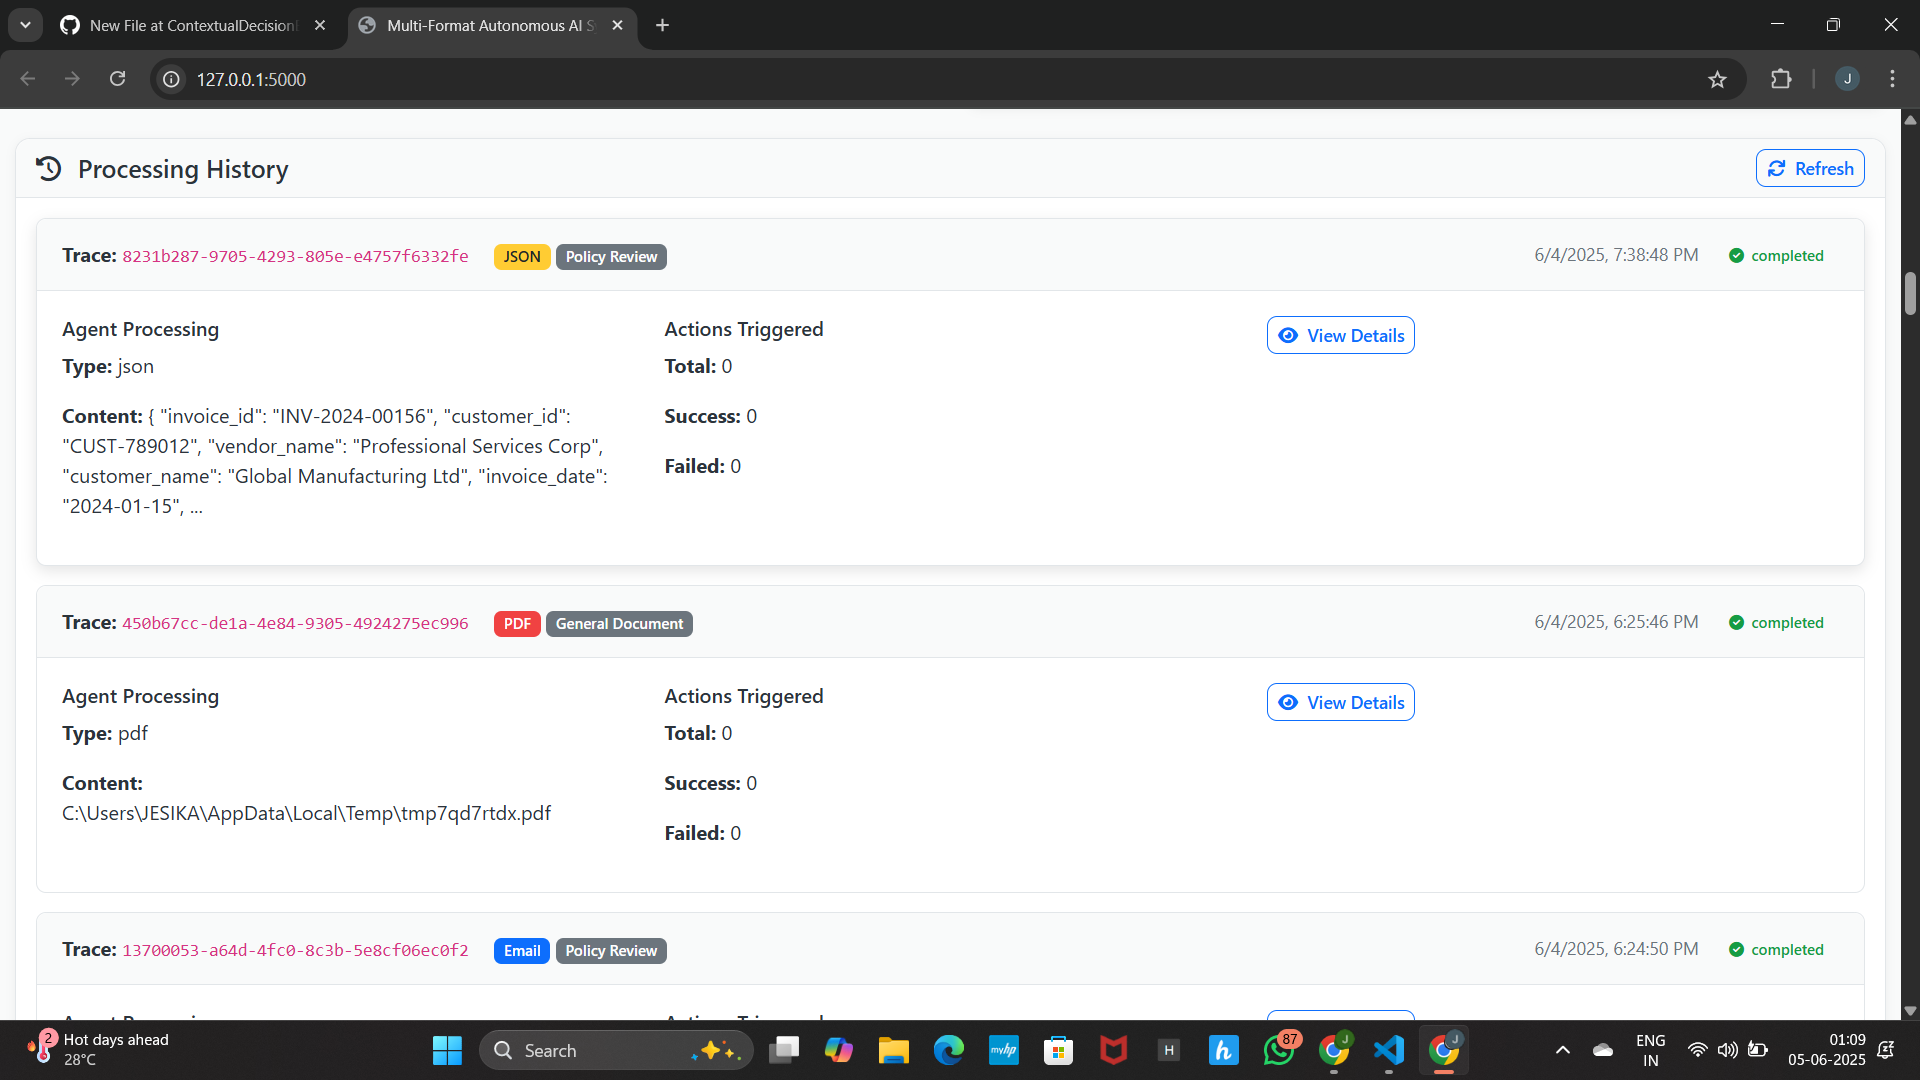 New File at ContextualDecision
Multi-Format Autonomous AI S
127.0.0.1:5000
J
Processing History
Refresh
Trace: 8231b287-9705-4293-805e-e4757f6332fe JSON Policy Review 6/4/2025, 7:38:48 PM completed
Agent Processing Actions Triggered View Details
Type: json Total: 0
Content: { "invoice_id": "INV-2024-00156", "customer_id": Success: 0
"CUST-789012", "vendor_name": "Professional Services Corp",
"customer_name": "Global Manufacturing Ltd", "invoice_date": Failed: 0
"2024-01-15", ...
Trace: 450b67cc-de1a-4e84-9305-4924275ec996 PDF General Document 6/4/2025, 6:25:46 PM completed
Agent Processing Actions Triggered View Details
Type: pdf Total: 0
Content: Success: 0
C:\Users\JESIKA\AppData\Local\Temp\tmp7qd7rtdx.pdf
Failed: 0
Trace: 13700053-a64d-4fc0-8c3b-5e8cf06ec0f2 Email Policy Review 6/4/2025, 6:24:50 PM completed
2 Hot days ahead
28°C
Search
myhp
H
h
87
J
J
ENG
IN
01:09
05-06-2025